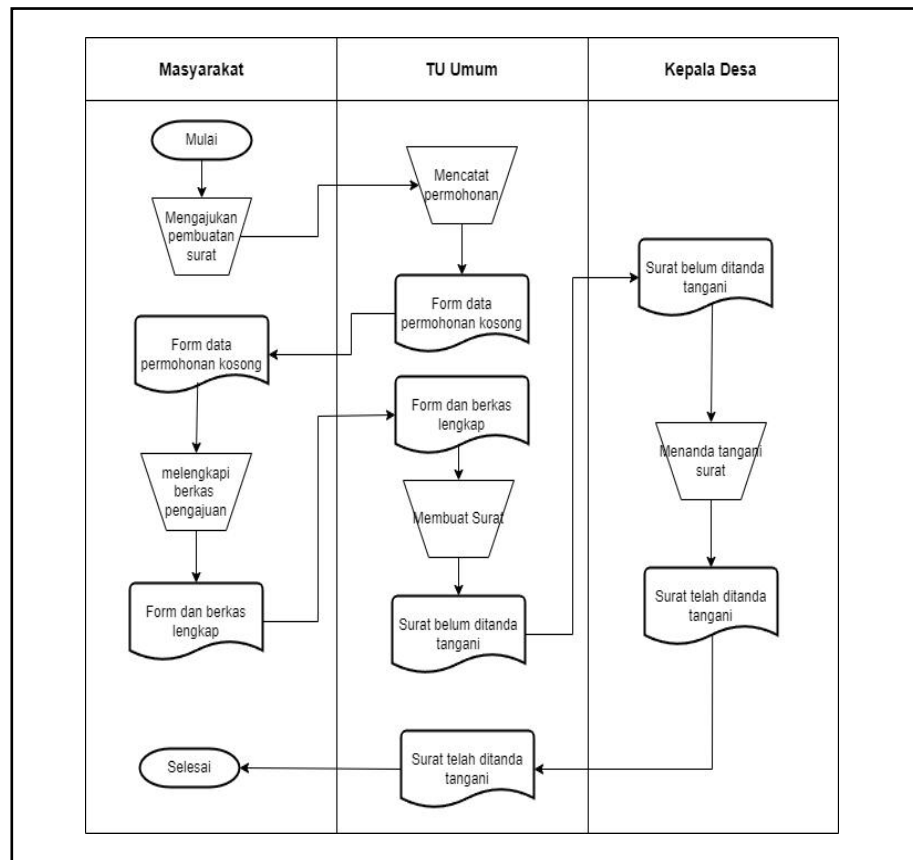 Masyarakat
TU Umum
Kepala Desa
Mulai
Mengajukan
pembuatan
surat
Mencatat
permohonan
Form data
permohonan kosong
Form data
permohonan kosong
melengkapi
berkas
pengajuan
Form dan berkas
lengkap
Form dan berkas
lengkap
Membuat Surat
Surat belum ditanda
tangani
Surat belum ditanda
tangani
Menanda tangani
surat
Surat telah ditanda
tangani
Surat telah ditanda
tangani
Selesai